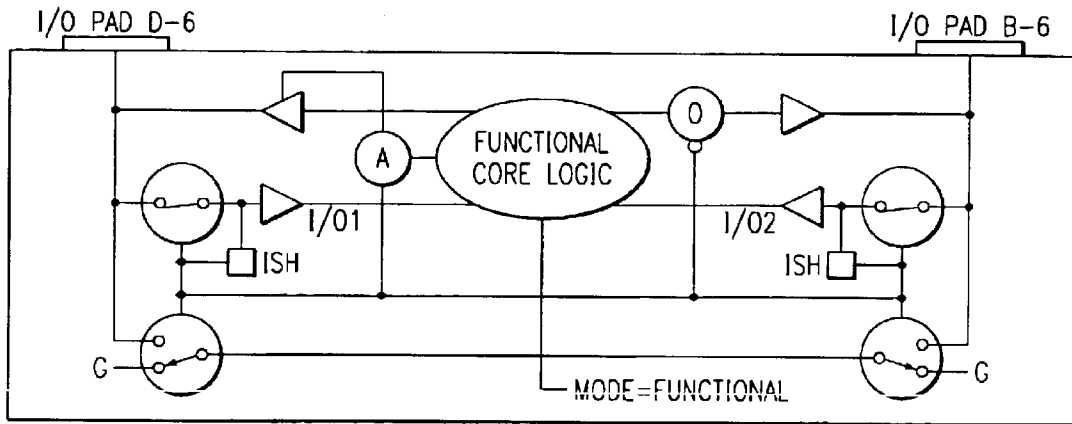 I/O PAD D-6
I/O PAD B-6
A
FUNCTIONAL
CORE LOGIC
O
I/O1
I/O2
ISH
ISH
G
G
MODE=FUNCTIONAL